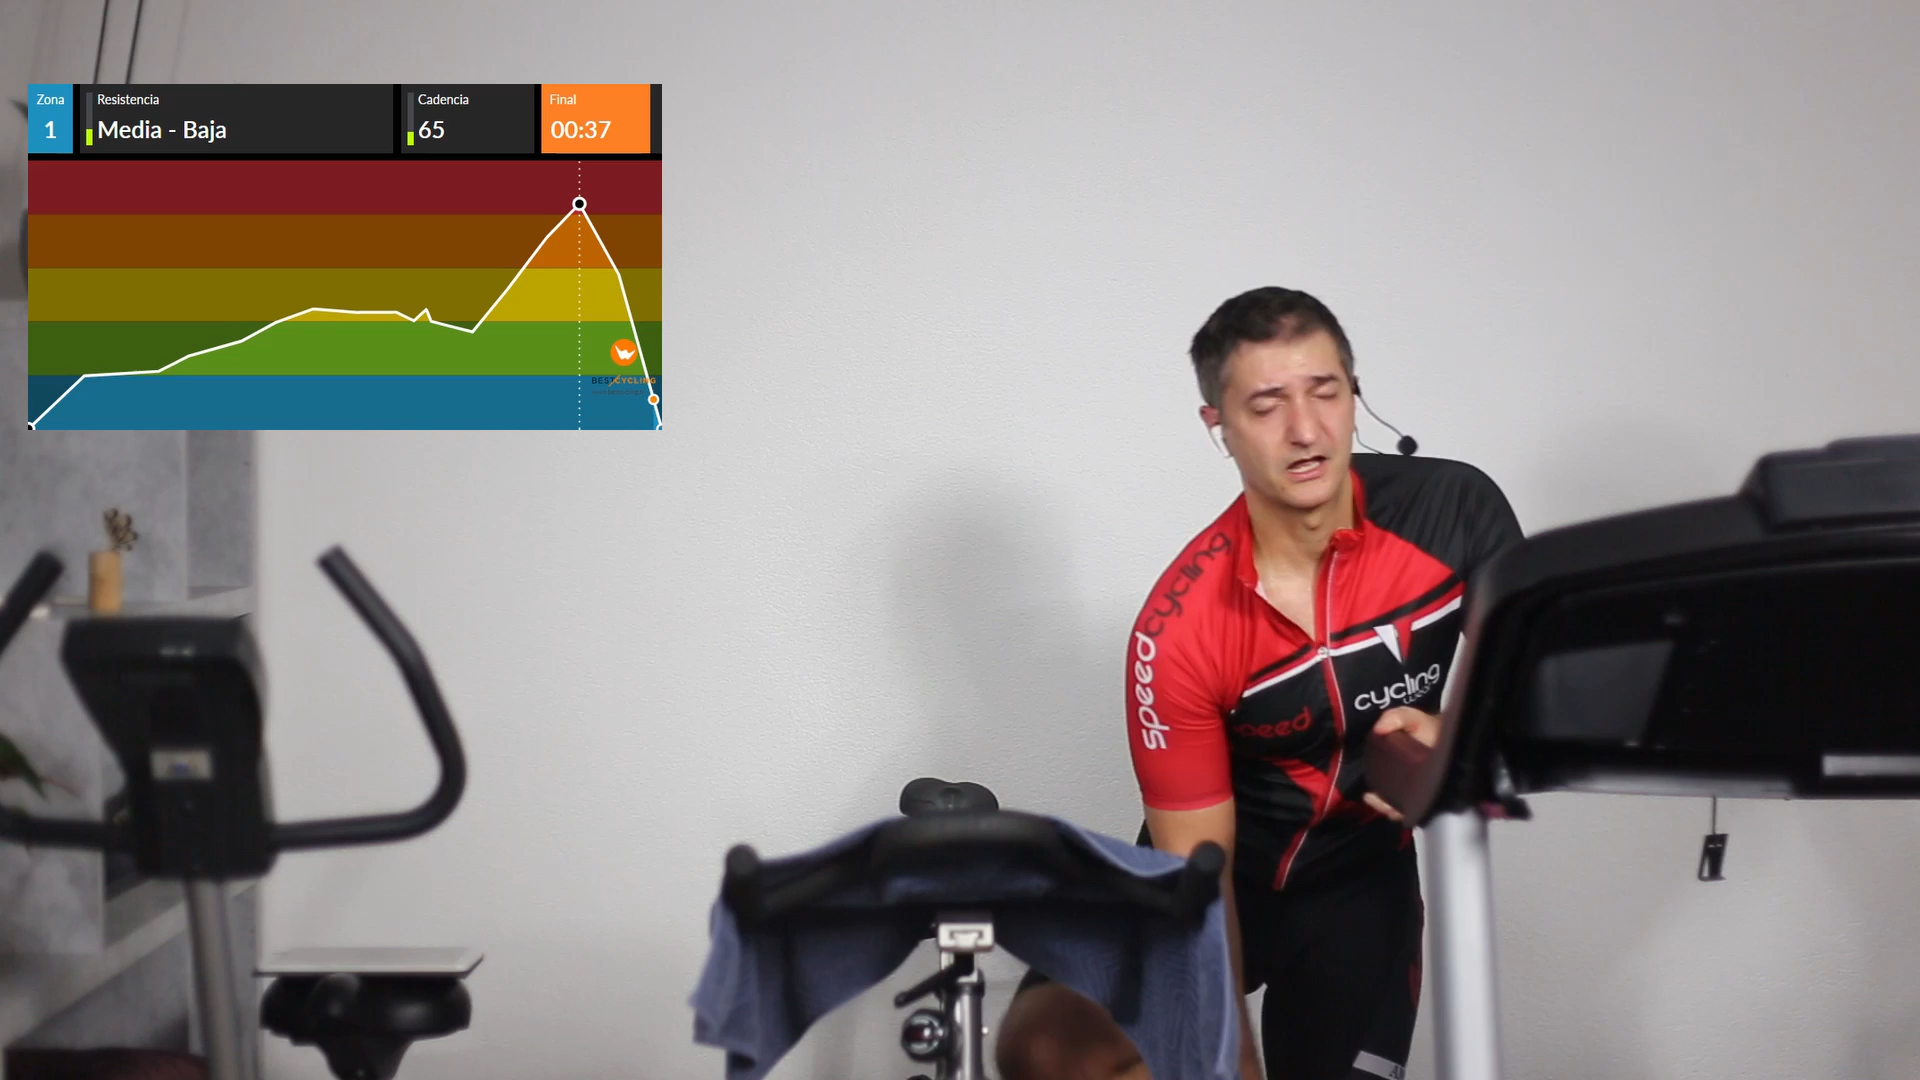 Zona
1
Resistencia
Media - Baja
Cadencia
65
Final
00:37
BESTCYCLING
speedcycling
cycling
speed